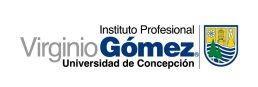 Instituto Profesional
Virginio Gómez®
Universidad de Concepción